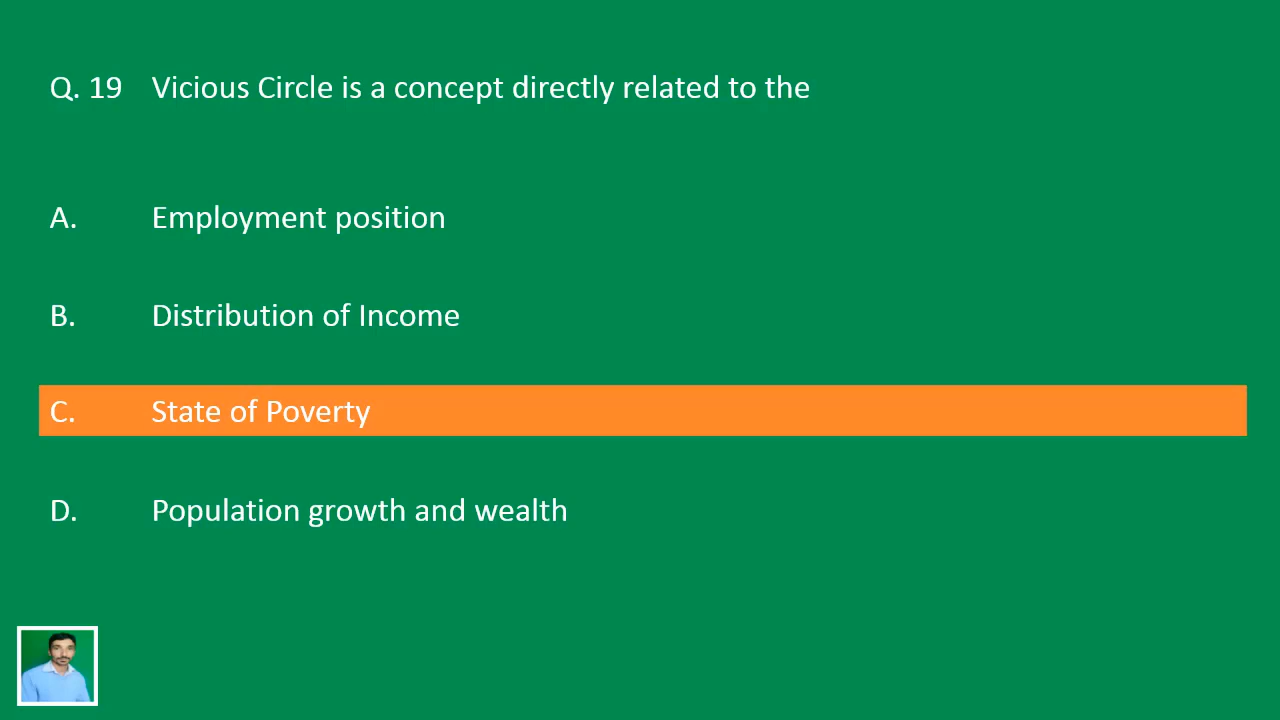 Q. 19 Vicious Circle is a concept directly related to the
A. Employment position
B. Distribution of Income
C. State of Poverty
D. Population growth and wealth